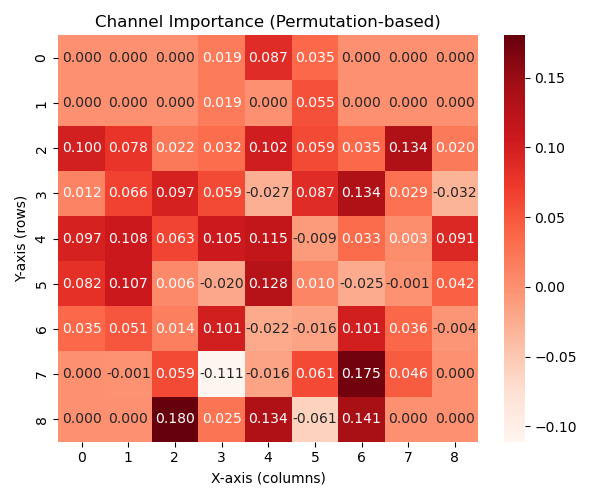 Channel Importance (Permutation-based)
0 0.000 0.000 0.000 0.019 0.087 0.035 0.000 0.000 0.000
1 0.000 0.000 0.000 0.019 0.000 0.055 0.000 0.000 0.000
2 0.100 0.078 0.022 0.032 0.102 0.059 0.035 0.134 0.020
3 0.012 0.066 0.097 0.059 -0.027 0.087 0.134 0.029 -0.032
4 0.097 0.108 0.063 0.105 0.115 -0.009 0.033 0.003 0.091
5 0.082 0.107 0.006 -0.020 0.128 0.010 -0.025 -0.001 0.042
6 0.035 0.051 0.014 0.101 -0.022 -0.016 0.101 0.036 -0.004
7 0.000 -0.001 0.059 -0.111 -0.016 0.061 0.175 0.046 0.000
8 0.000 0.000 0.180 0.025 0.134 -0.061 0.141 0.000 0.000
0 1 2 3 4 5 6 7 8
X-axis (columns)
Y-axis (rows)
0.15
0.10
0.05
0.00
-0.05
-0.10